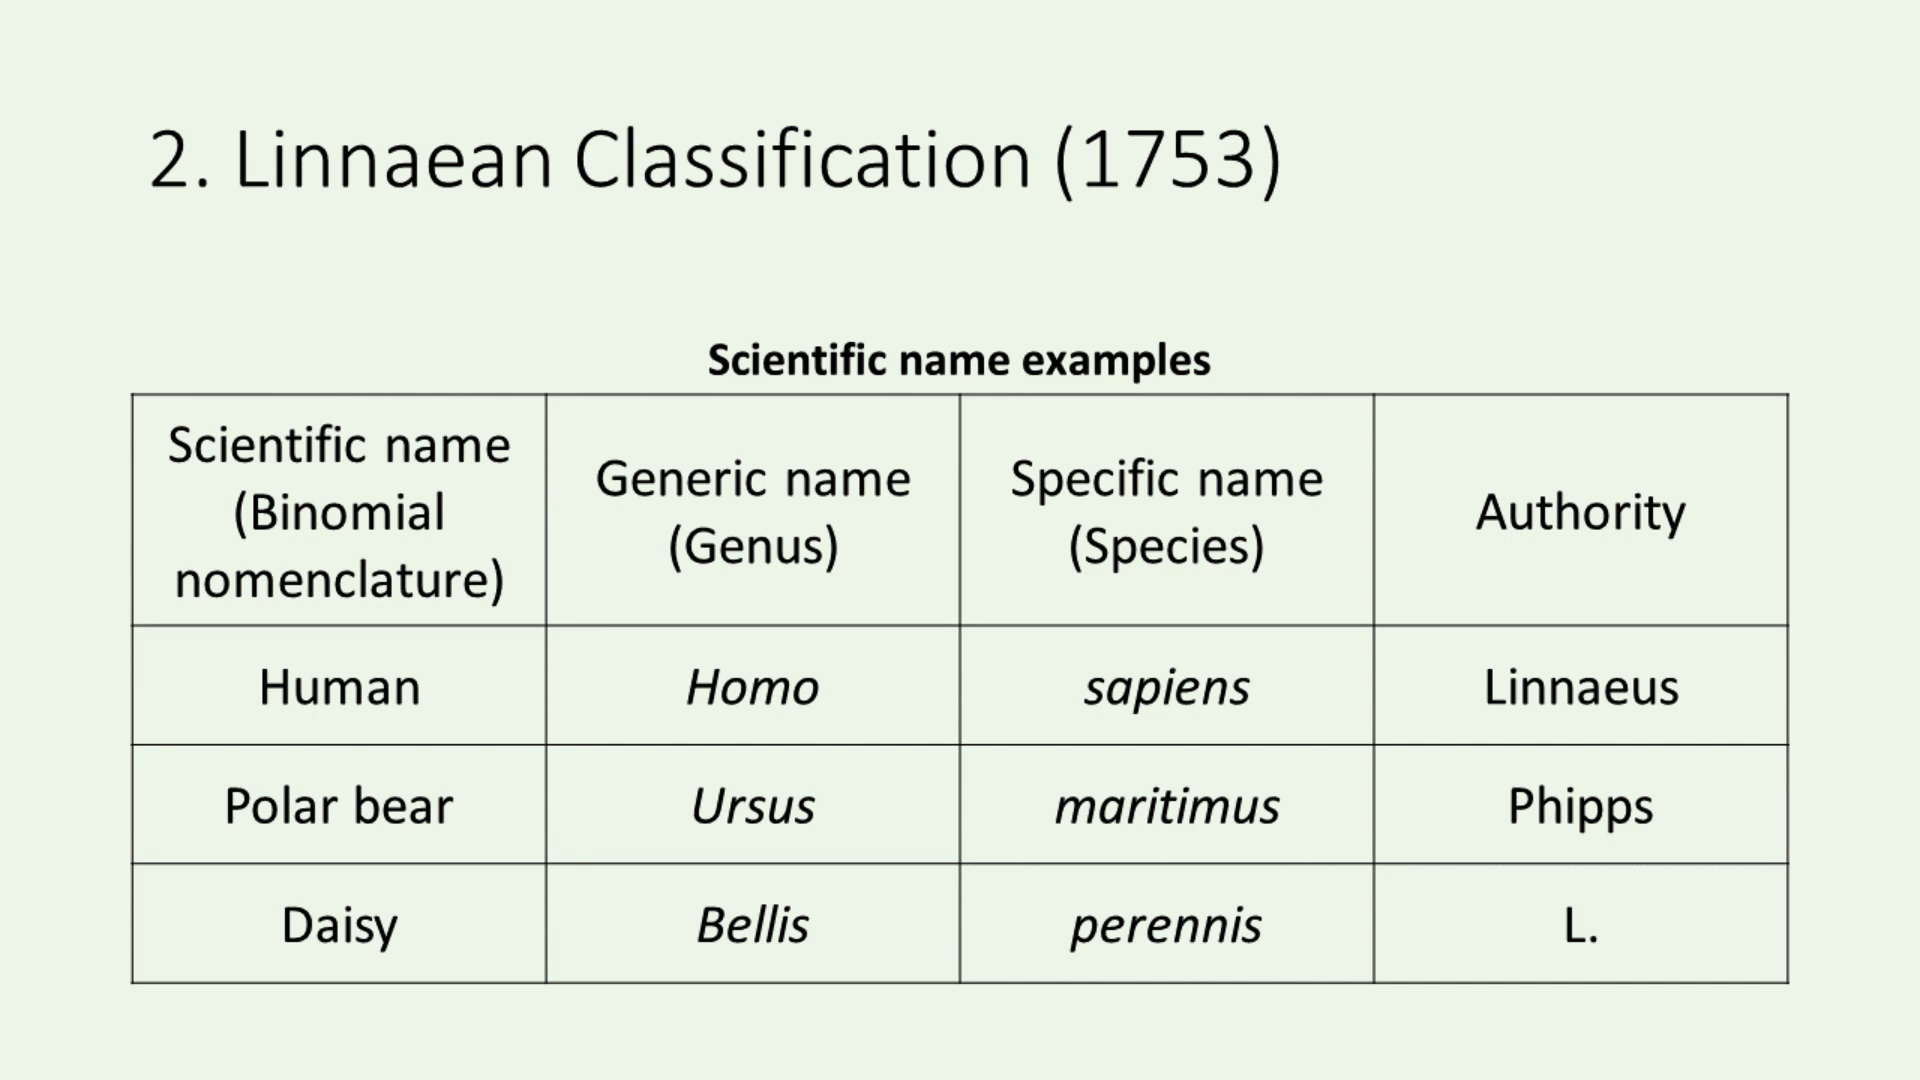 2. Linnaean Classification (1753)
Scientific name examples
Scientific name
(Binomial
nomenclature)
Generic name
(Genus)
Specific name
(Species)
Authority
Human
Homo
sapiens
Linnaeus
Polar bear
Ursus
maritimus
Phipps
Daisy
Bellis
perennis
L.